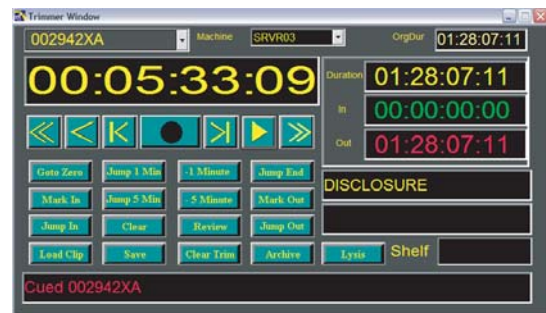 Trimmer Window
002942XA Machine SRVR03 OrgDur 01:28:07:11
00:05:33:09
Duration 01:28:07:11
In 00:00:00:00
Out 01:28:07:11
Goto Zero Jump 1 Min -1 Minute Jump End
DISCLOSURE
Mark In Jump 5 Min - 5 Minute Mark Out
Jump In Clear Review Jump Out
Load Clip Save Clear Trim Archive Lysis Shelf
Cued 002942XA